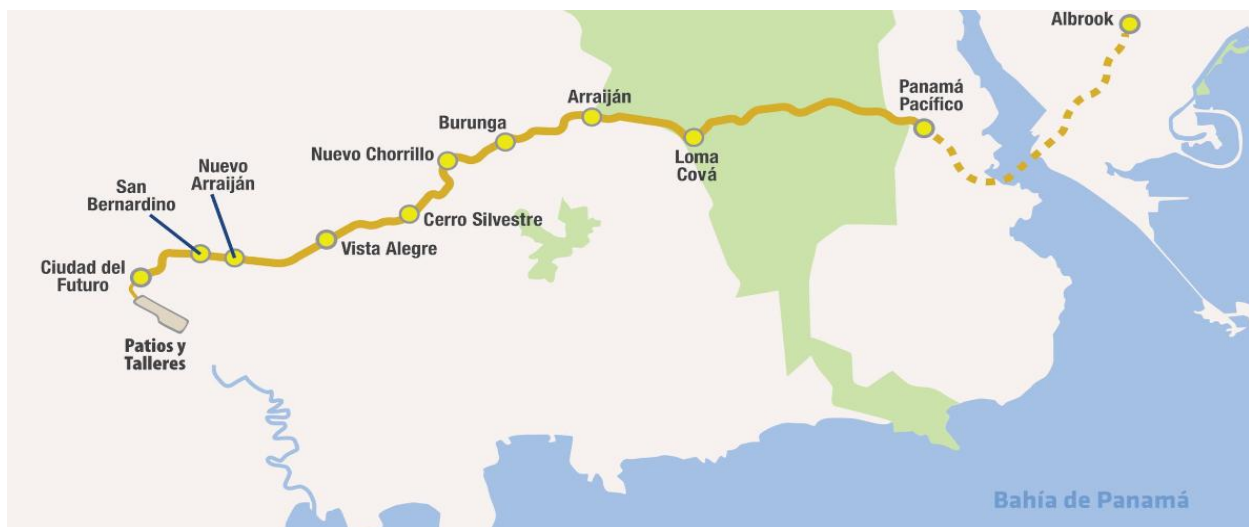 Albrook
Panamá
Pacífico
Arraiján
Burunga
Loma
Cová
Nuevo Chorrillo
Nuevo
Arraiján
San
Bernardino
Cerro Silvestre
Vista Alegre
Ciudad del
Futuro
Patios y
Talleres
Bahía de Panamá